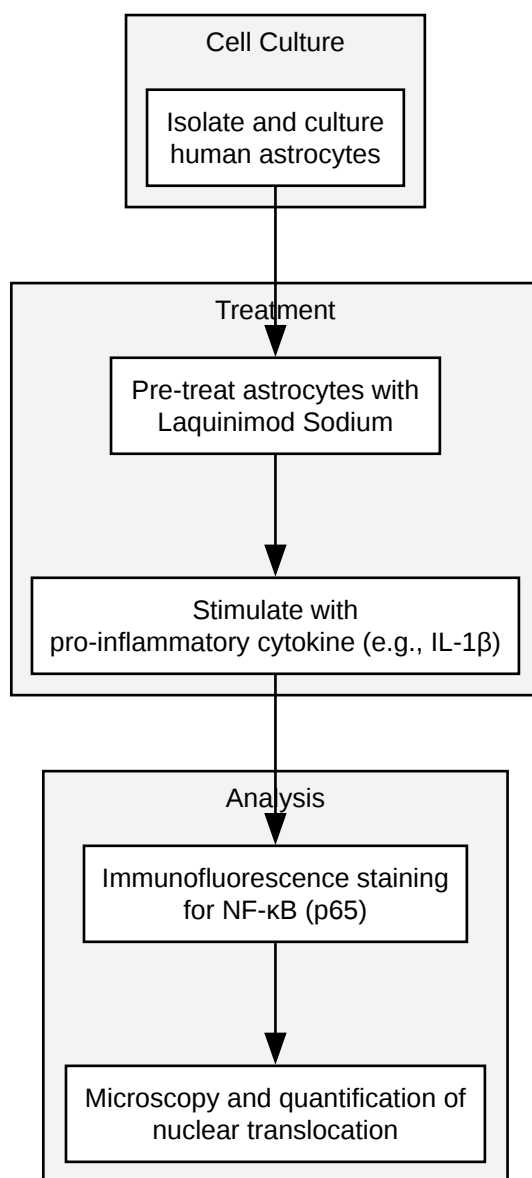 Cell Culture
Isolate and culture
human astrocytes
Treatment
Pre-treat astrocytes with
Laquinimod Sodium
Stimulate with
pro-inflammatory cytokine (e.g., IL-1β)
Analysis
Immunofluorescence staining
for NF-κB (p65)
Microscopy and quantification of
nuclear translocation